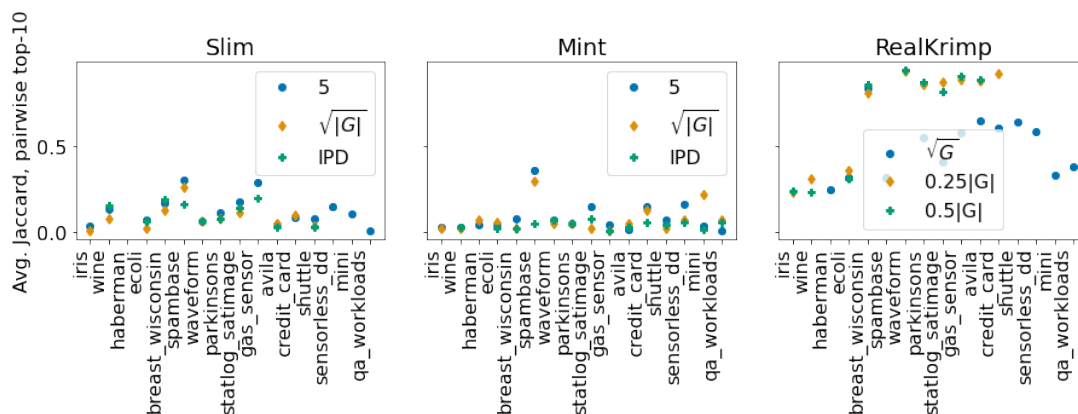 Slim
Mint
RealKrimp
Avg. Jaccard, pairwise top-10
0.5
0.0
5
√|G|
IPD
5
√|G|
IPD
√G
0.25|G|
0.5|G|
iris
wine
haberman
ecoli
breast_wisconsin
spambase
waveform
parkinsons
statlog_satimage
gas_sensor
avila
credit_card
shuttle
sensorless_dd
mini
qa_workloads
iris
wine
haberman
ecoli
breast_wisconsin
spambase
waveform
parkinsons
statlog_satimage
gas_sensor
avila
credit_card
shuttle
sensorless_dd
mini
qa_workloads
iris
wine
haberman
ecoli
breast_wisconsin
spambase
waveform
parkinsons
statlog_satimage
gas_sensor
avila
credit_card
shuttle
sensorless_dd
mini
qa_workloads